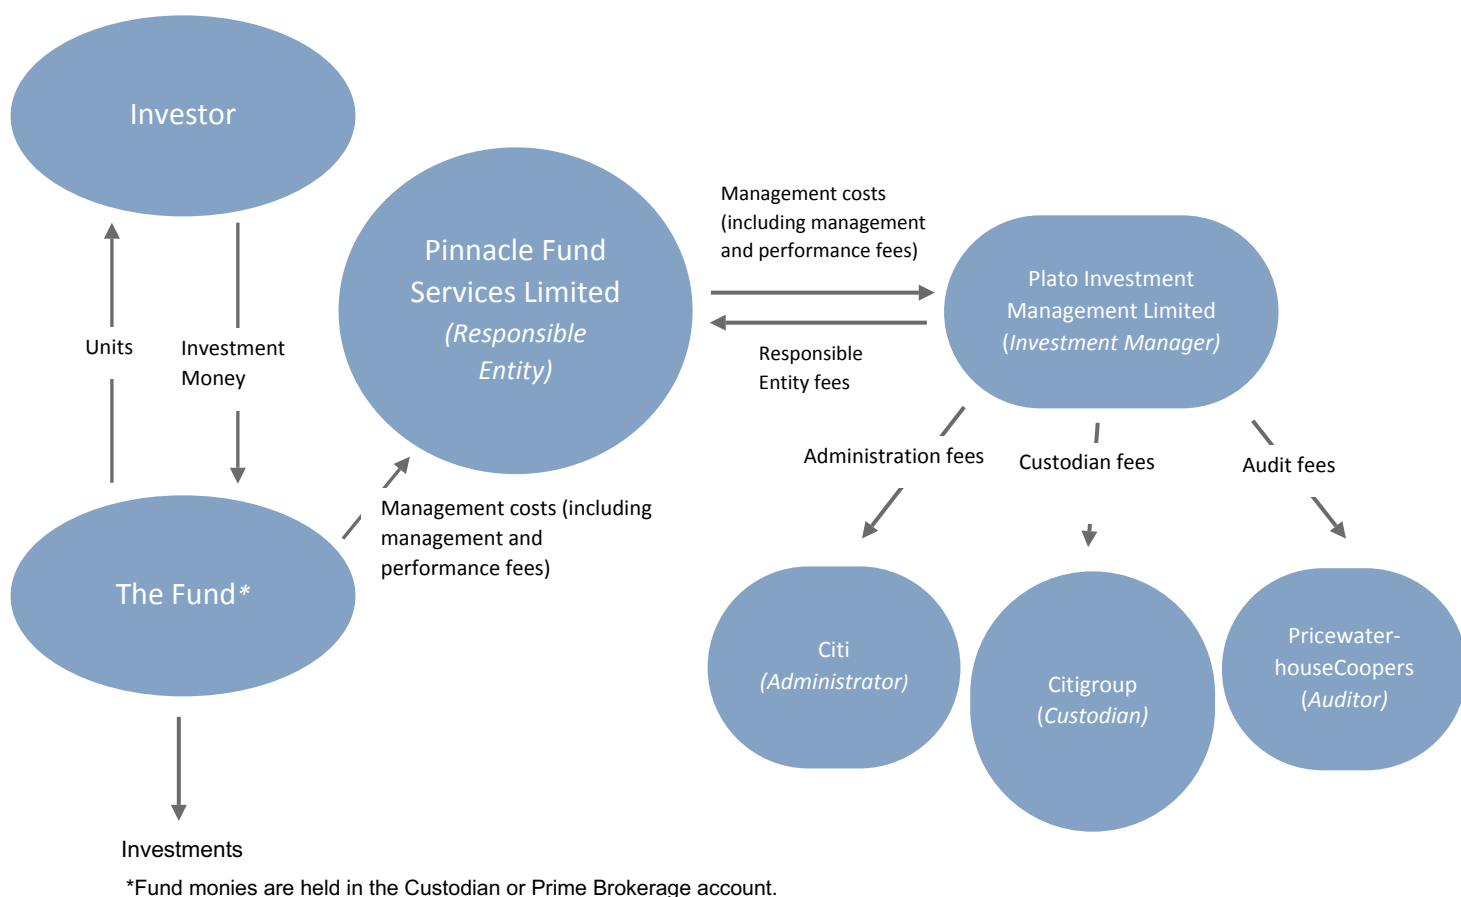 Investor
Units
Investment
Money
The Fund*
Investments
*Fund monies are held in the Custodian or Prime Brokerage account.
Pinnacle Fund
Services Limited
(Responsible
Entity)
Management costs (including
management and
performance fees)
Management costs
(including management
and performance fees)
Responsible
Entity fees
Plato Investment
Management Limited
(Investment Manager)
Administration fees
Custodian fees
Audit fees
Citi
(Administrator)
Citigroup
(Custodian)
Pricewater-
houseCoopers
(Auditor)